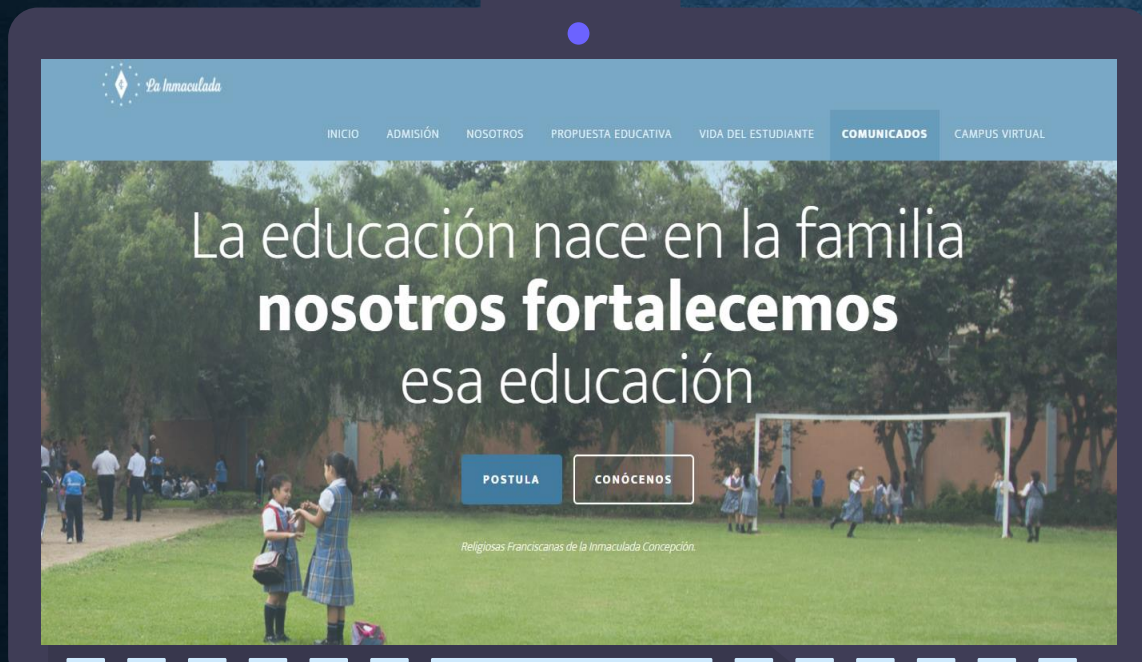 La Inmaculada
INICIO ADMISIÓN NOSOTROS PROPUESTA EDUCATIVA VIDA DEL ESTUDIANTE COMUNICADOS CAMPUS VIRTUAL
La educación nace en la familia
nosotros fortalecemos
esa educación
POSTULA CONÓCENOS
Religiosas Franciscanas de la Inmaculada Concepción.